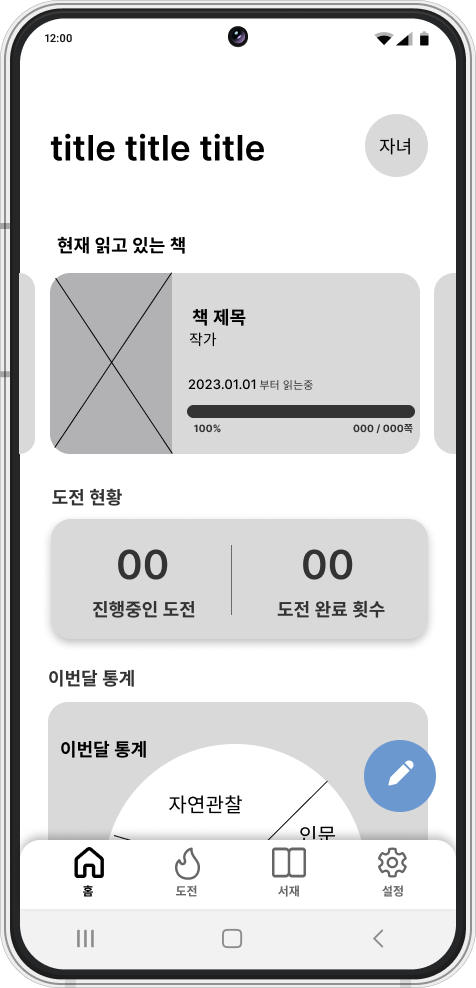 12:00
title title title
자녀
현재 읽고 있는 책
책 제목
작가
2023.01.01 부터 읽는중
100% 000 / 000쪽
도전 현황
00 00
진행중인 도전 도전 완료 횟수
이번달 통계
이번달 통계
자연관찰
인문
홈 도전 서재 설정